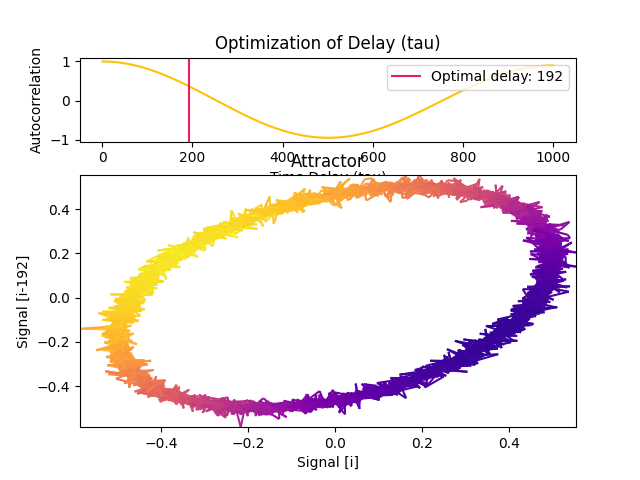 Optimization of Delay (tau)
Autocorrelation
1
0
−1
Optimal delay: 192
0 200 400 600 800 1000
Time Delay (tau)
Attractor
Signal [i-192]
0.4
0.2
0.0
−0.2
−0.4
−0.4 −0.2 0.0 0.2 0.4
Signal [i]